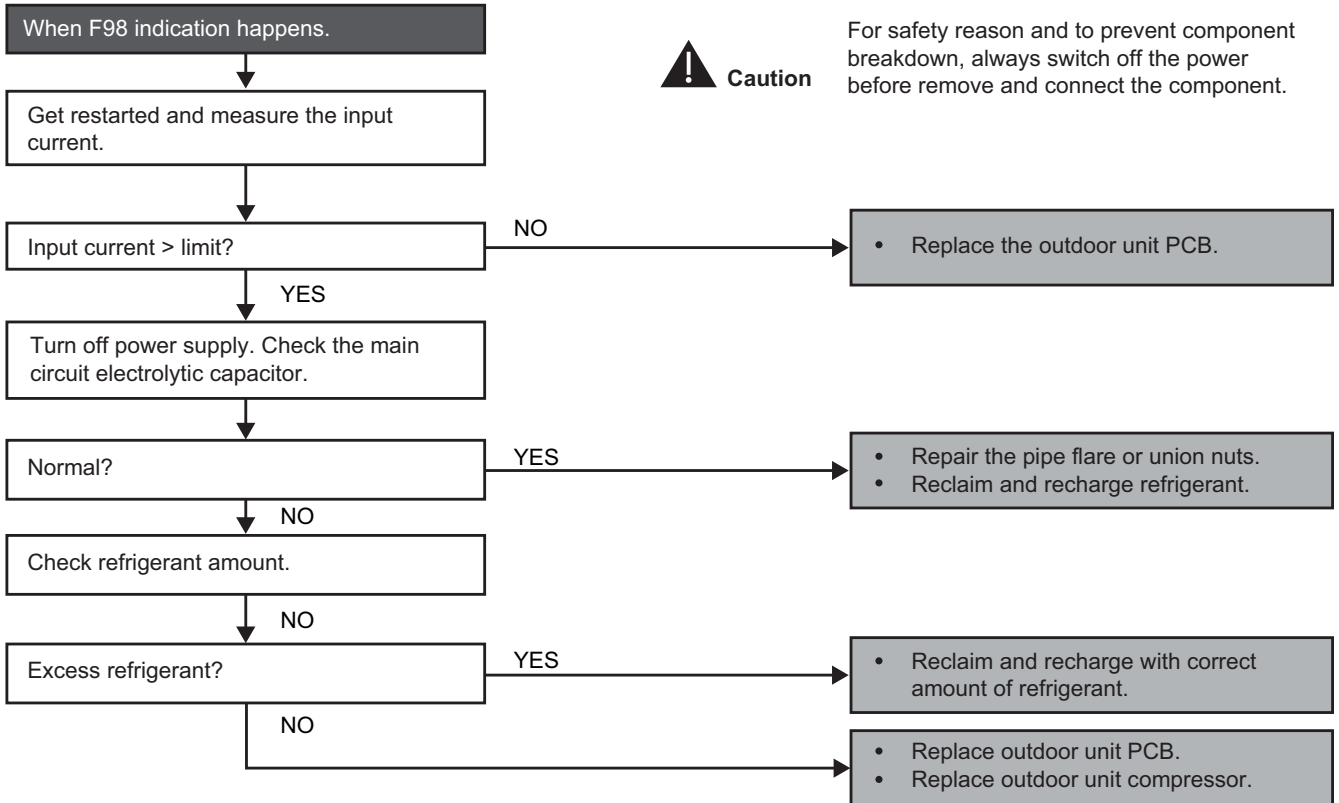 When F98 indication happens.
Caution
For safety reason and to prevent component
breakdown, always switch off the power
before remove and connect the component.
Get restarted and measure the input
current.
Input current > limit?
NO
• Replace the outdoor unit PCB.
YES
Turn off power supply. Check the main
circuit electrolytic capacitor.
Normal?
YES
• Repair the pipe flare or union nuts.
• Reclaim and recharge refrigerant.
NO
Check refrigerant amount.
NO
Excess refrigerant?
YES
• Reclaim and recharge with correct
amount of refrigerant.
NO
• Replace outdoor unit PCB.
• Replace outdoor unit compressor.